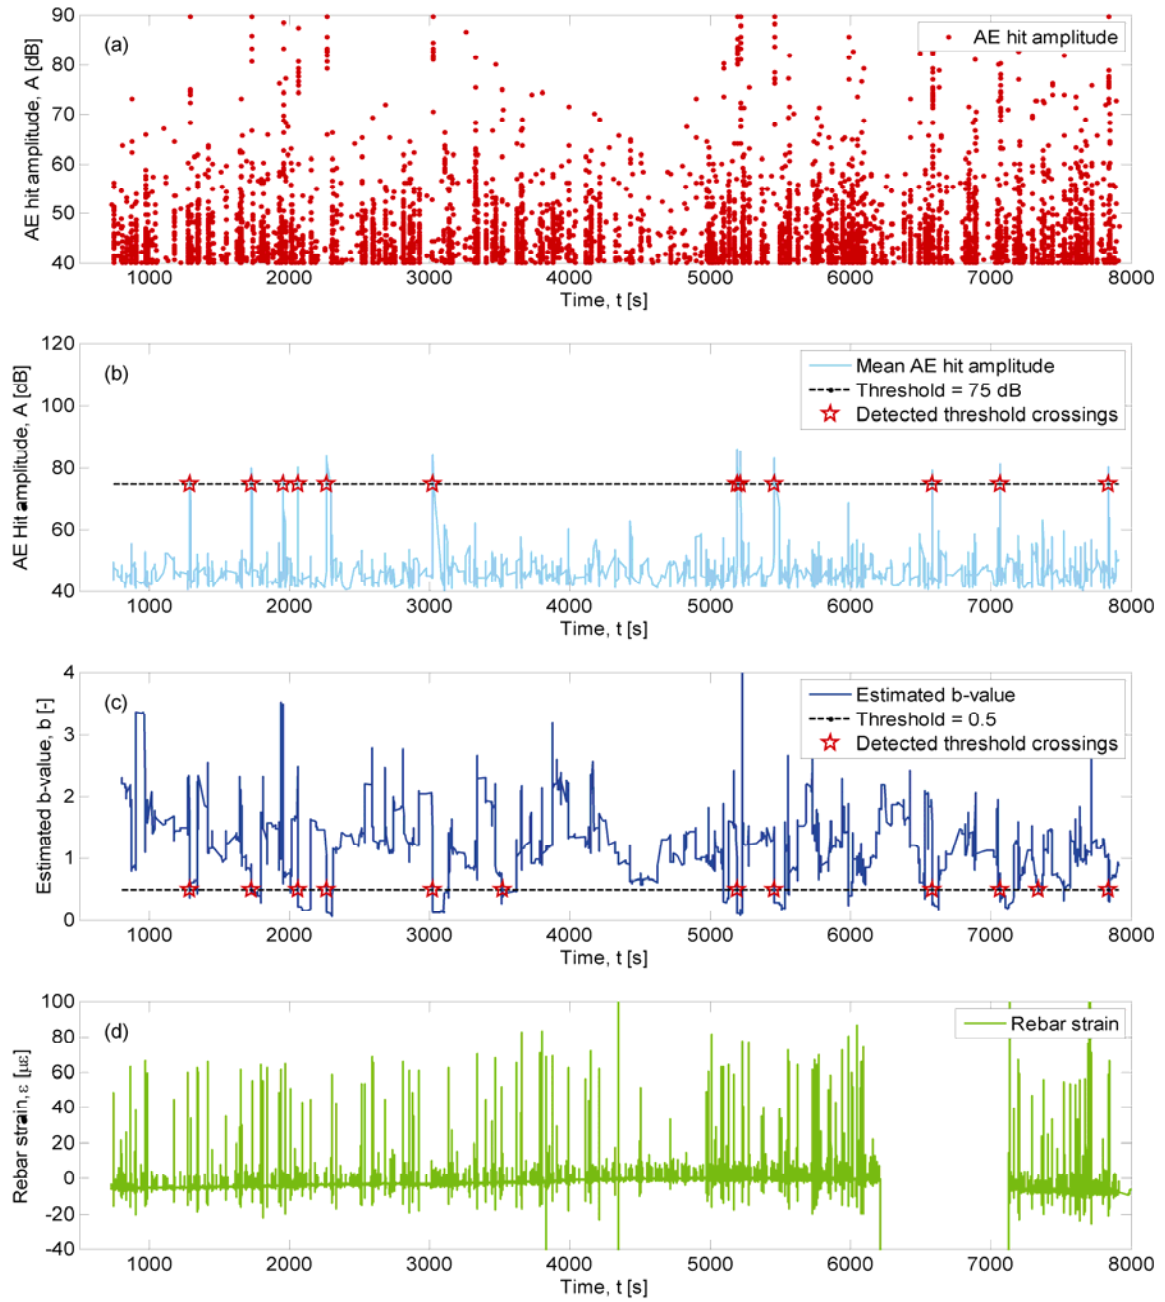 (a)
AE hit amplitude
AE hit amplitude, A [dB]
90
80
70
60
50
40
1000 2000 3000 4000 5000 6000 7000 8000
Time, t [s]
(b)
Mean AE hit amplitude
Threshold = 75 dB
Detected threshold crossings
AE Hit amplitude, A [dB]
120
100
80
60
40
1000 2000 3000 4000 5000 6000 7000 8000
Time, t [s]
(c)
Estimated b-value
Threshold = 0.5
Detected threshold crossings
Estimated b-value, b [-]
4
3
2
1
0
1000 2000 3000 4000 5000 6000 7000 8000
Time, t [s]
(d)
Rebar strain
Rebar strain, ε [με]
100
80
60
40
20
0
-20
-40
1000 2000 3000 4000 5000 6000 7000 8000
Time, t [s]